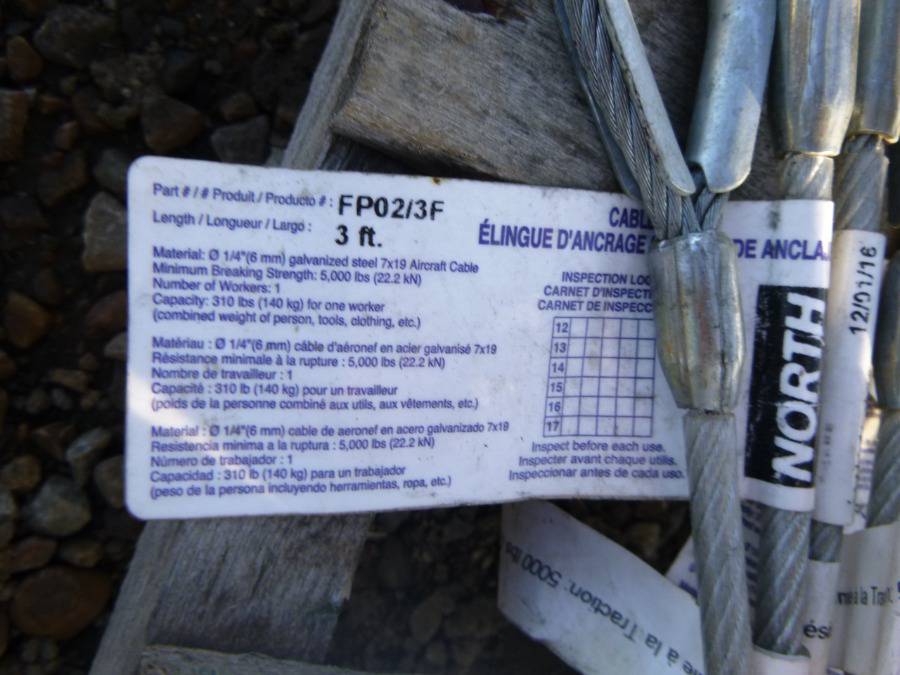 Part # / # Produit / Producto # : FP02/3F
Length / Longueur / Largo : 3 ft.
Material: Ø 1/4"(6 mm) galvanized steel 7x19 Aircraft Cable
Minimum Breaking Strength: 5,000 lbs (22.2 kN)
Number of Workers: 1
Capacity: 310 lbs (140 kg) for one worker
(combined weight of person, tools, clothing, etc.)
Matériau : Ø 1/4"(6 mm) câble d'aéronef en acier galvanisé 7x19
Résistance minimale à la rupture : 5,000 lbs (22.2 kN)
Nombre de travailleur : 1
Capacité : 310 lb (140 kg) pour un travailleur
(poids de la personne combiné aux utils, aux vêtements, etc.)
Material : Ø 1/4"(6 mm) cable de aeronef en acero galvanizado 7x19
Resistencia minima a la ruptura : 5,000 lbs (22.2 kN)
Número de trabajador : 1
Capacidad : 310 lb (140 kg) para un trabajador
(peso de la persona incluyendo herramientas, ropa, etc.)
CABL
ÉLINGUE D'ANCRAGE DE ANCLA
INSPECTION LOG
CARNET D'INSPECTI
CARNET DE INSPECC
12
13
14
15
16
17
Inspect before each use.
Inspecter avant chaque utilis.
Inspeccionar antes de cada uso.
NORTH
12/01/16
à la Traction: 5000 lbs